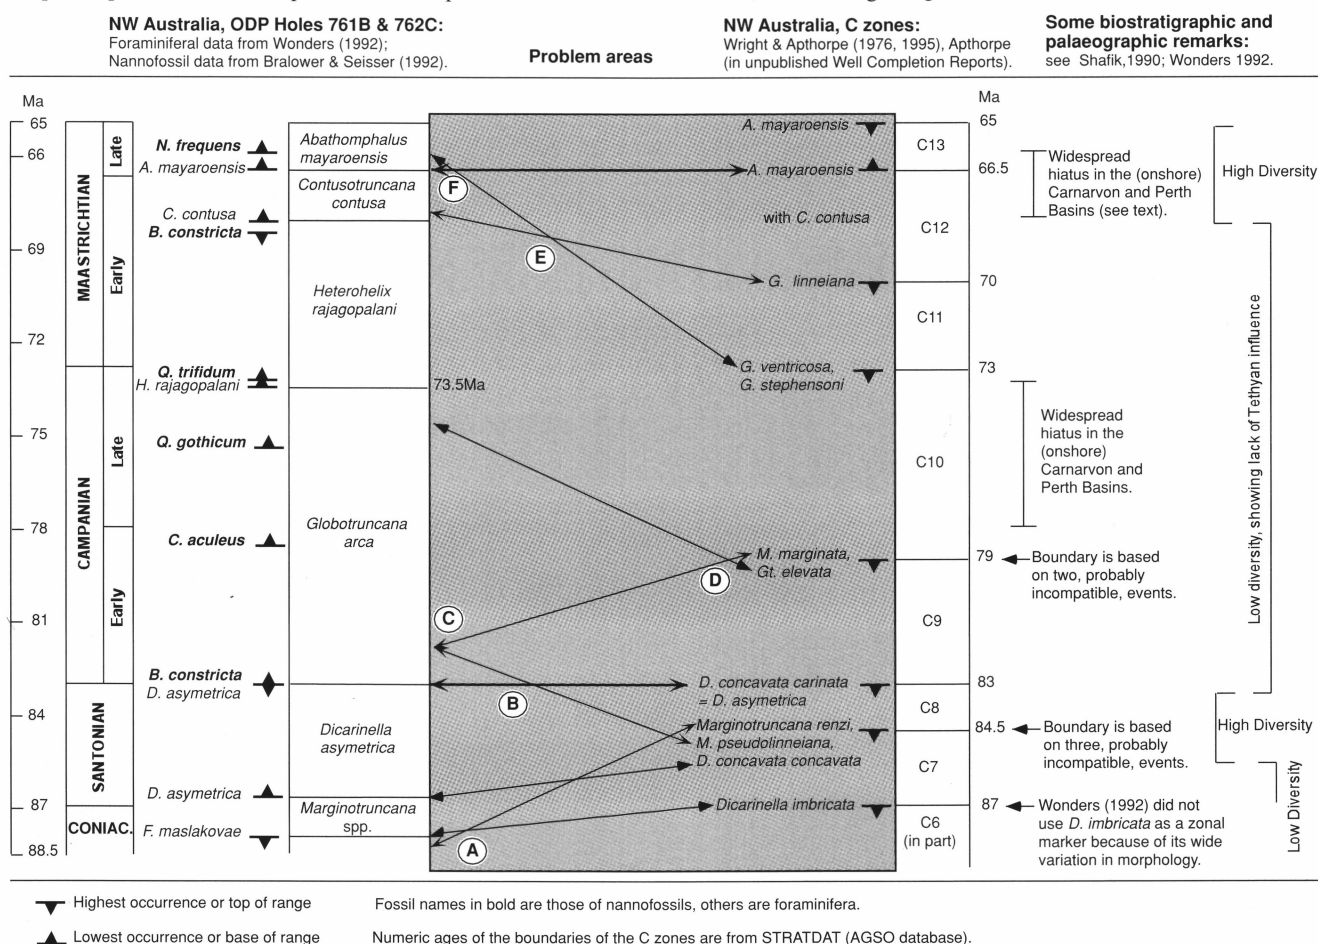 NW Australia, ODP Holes 761B & 762C:
Foraminiferal data from Wonders (1992);
Nannofossil data from Bralower & Seisser (1992).
Problem areas
NW Australia, C zones:
Wright & Apthorpe (1976, 1995), Apthorpe
(in unpublished Well Completion Reports).
Some biostratigraphic and
palaeographic remarks:
see Shafik,1990; Wonders 1992.
Ma
65
66
69
72
75
78
81
84
87
88.5
MAASTRICHTIAN
Late
Early
CAMPANIAN
Late
Early
SANTONIAN
CONIAC.
N. frequens
A. mayaroensis
C. contusa
B. constricta
Q. trifidum
H. rajagopalani
Q. gothicum
C. aculeus
B. constricta
D. asymetrica
D. asymetrica
F. maslakovae
Abathomphalus
mayaroensis
Contusotruncana
contusa
Heterohelix
rajagopalani
Globotruncana
arca
Dicarinella
asymetrica
Marginotruncana
spp.
73.5Ma
F
E
D
C
B
A
A. mayaroensis
A. mayaroensis
with C. contusa
G. linneiana
G. ventricosa,
G. stephensoni
M. marginata,
Gt. elevata
D. concavata carinata
= D. asymetrica
Marginotruncana renzi,
M. pseudolinneiana,
D. concavata concavata
Dicarinella imbricata
C13
C12
C11
C10
C9
C8
C7
C6
(in part)
Ma
65
66.5
70
73
79
83
84.5
87
Widespread
hiatus in the (onshore)
Carnarvon and Perth
Basins (see text).
Widespread
hiatus in the
(onshore)
Carnarvon and
Perth Basins.
Boundary is based
on two, probably
incompatible, events.
Boundary is based
on three, probably
incompatible, events.
Wonders (1992) did not
use D. imbricata as a zonal
marker because of its wide
variation in morphology.
High Diversity
Low diversity, showing lack of Tethyan influence
High Diversity
Low Diversity
Highest occurrence or top of range
Fossil names in bold are those of nannofossils, others are foraminifera.
Lowest occurrence or base of range
Numeric ages of the boundaries of the C zones are from STRATDAT (AGSO database).